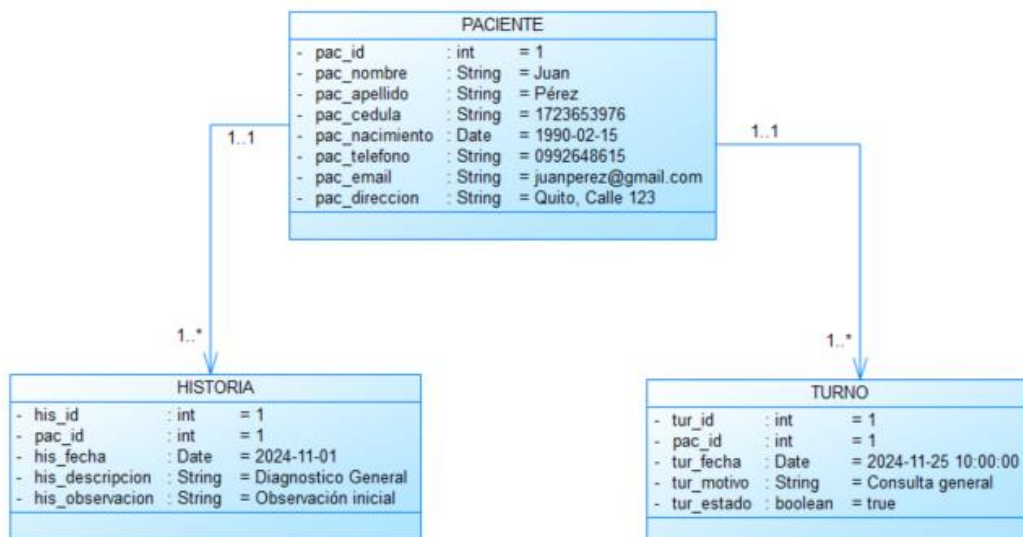 PACIENTE
- pac_id : int = 1
- pac_nombre : String = Juan
- pac_apellido : String = Pérez
- pac_cedula : String = 1723653976
- pac_nacimiento : Date = 1990-02-15
- pac_telefono : String = 0992648615
- pac_email : String = juanperez@gmail.com
- pac_direccion : String = Quito, Calle 123
1..1
1..1
1..*
1..*
HISTORIA
- his_id : int = 1
- pac_id : int = 1
- his_fecha : Date = 2024-11-01
- his_descripcion : String = Diagnostico General
- his_observacion : String = Observación inicial
TURNO
- tur_id : int = 1
- pac_id : int = 1
- tur_fecha : Date = 2024-11-25 10:00:00
- tur_motivo : String = Consulta general
- tur_estado : boolean = true